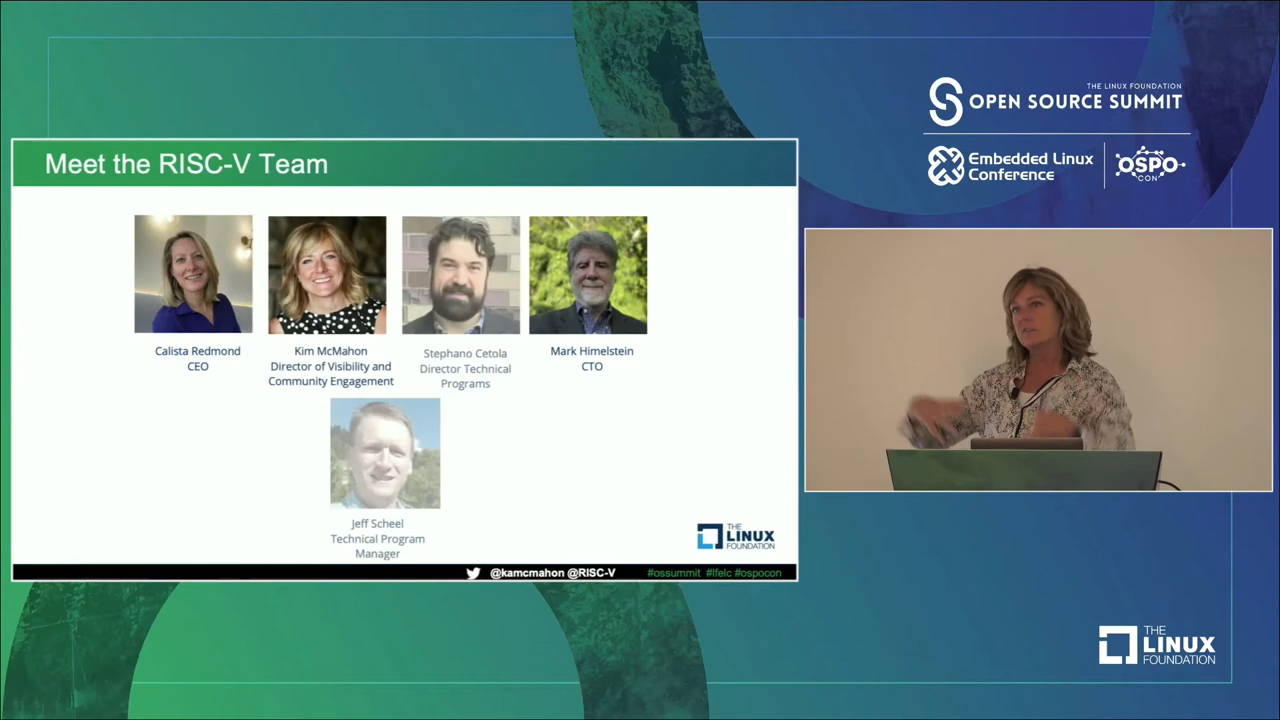 THE LINUX FOUNDATION
OPEN SOURCE SUMMIT
Embedded Linux
Conference
OSPO
CON
Meet the RISC-V Team
Calista Redmond
CEO
Kim McMahon
Director of Visibility and
Community Engagement
Stephano Cetola
Director Technical
Programs
Mark Himelstein
CTO
Jeff Scheel
Technical Program
Manager
THE
LINUX
FOUNDATION
@kamcmahon @RISC-V
#ossummit #lfelc #ospocon
THE
LINUX
FOUNDATION